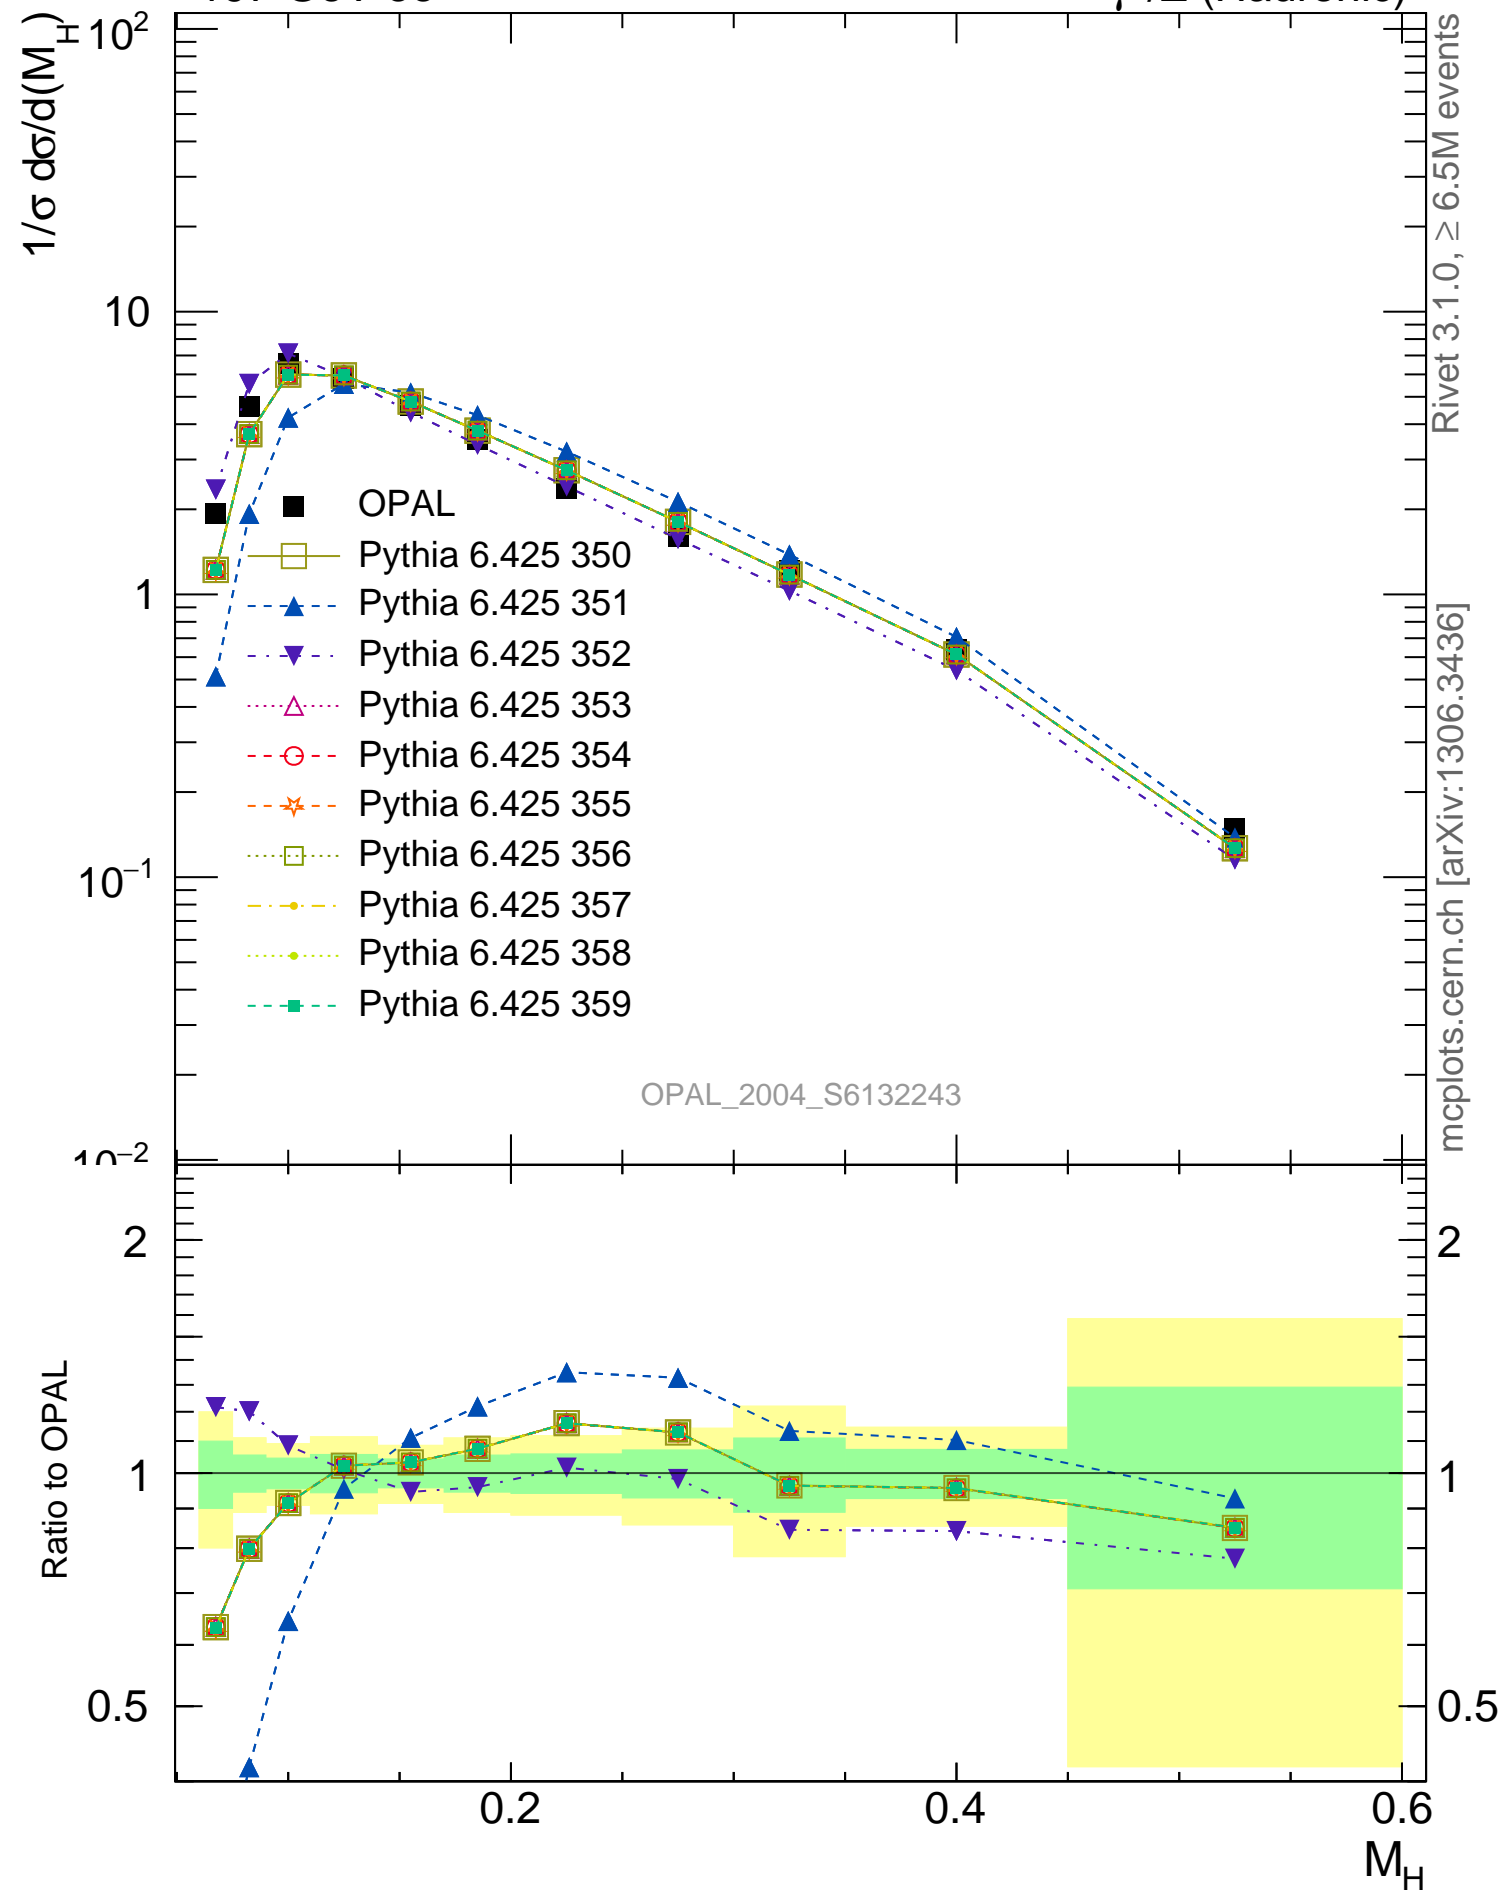 1/σ dσ/d(M_H)
10²
10
1
10⁻¹
10⁻²
OPAL
Pythia 6.425 350
Pythia 6.425 351
Pythia 6.425 352
Pythia 6.425 353
Pythia 6.425 354
Pythia 6.425 355
Pythia 6.425 356
Pythia 6.425 357
Pythia 6.425 358
Pythia 6.425 359
OPAL_2004_S6132243
Rivet 3.1.0, ≥ 6.5M events
mcplots.cern.ch [arXiv:1306.3436]
Ratio to OPAL
2
1
0.5
2
1
0.5
0.2
0.4
0.6
M_H